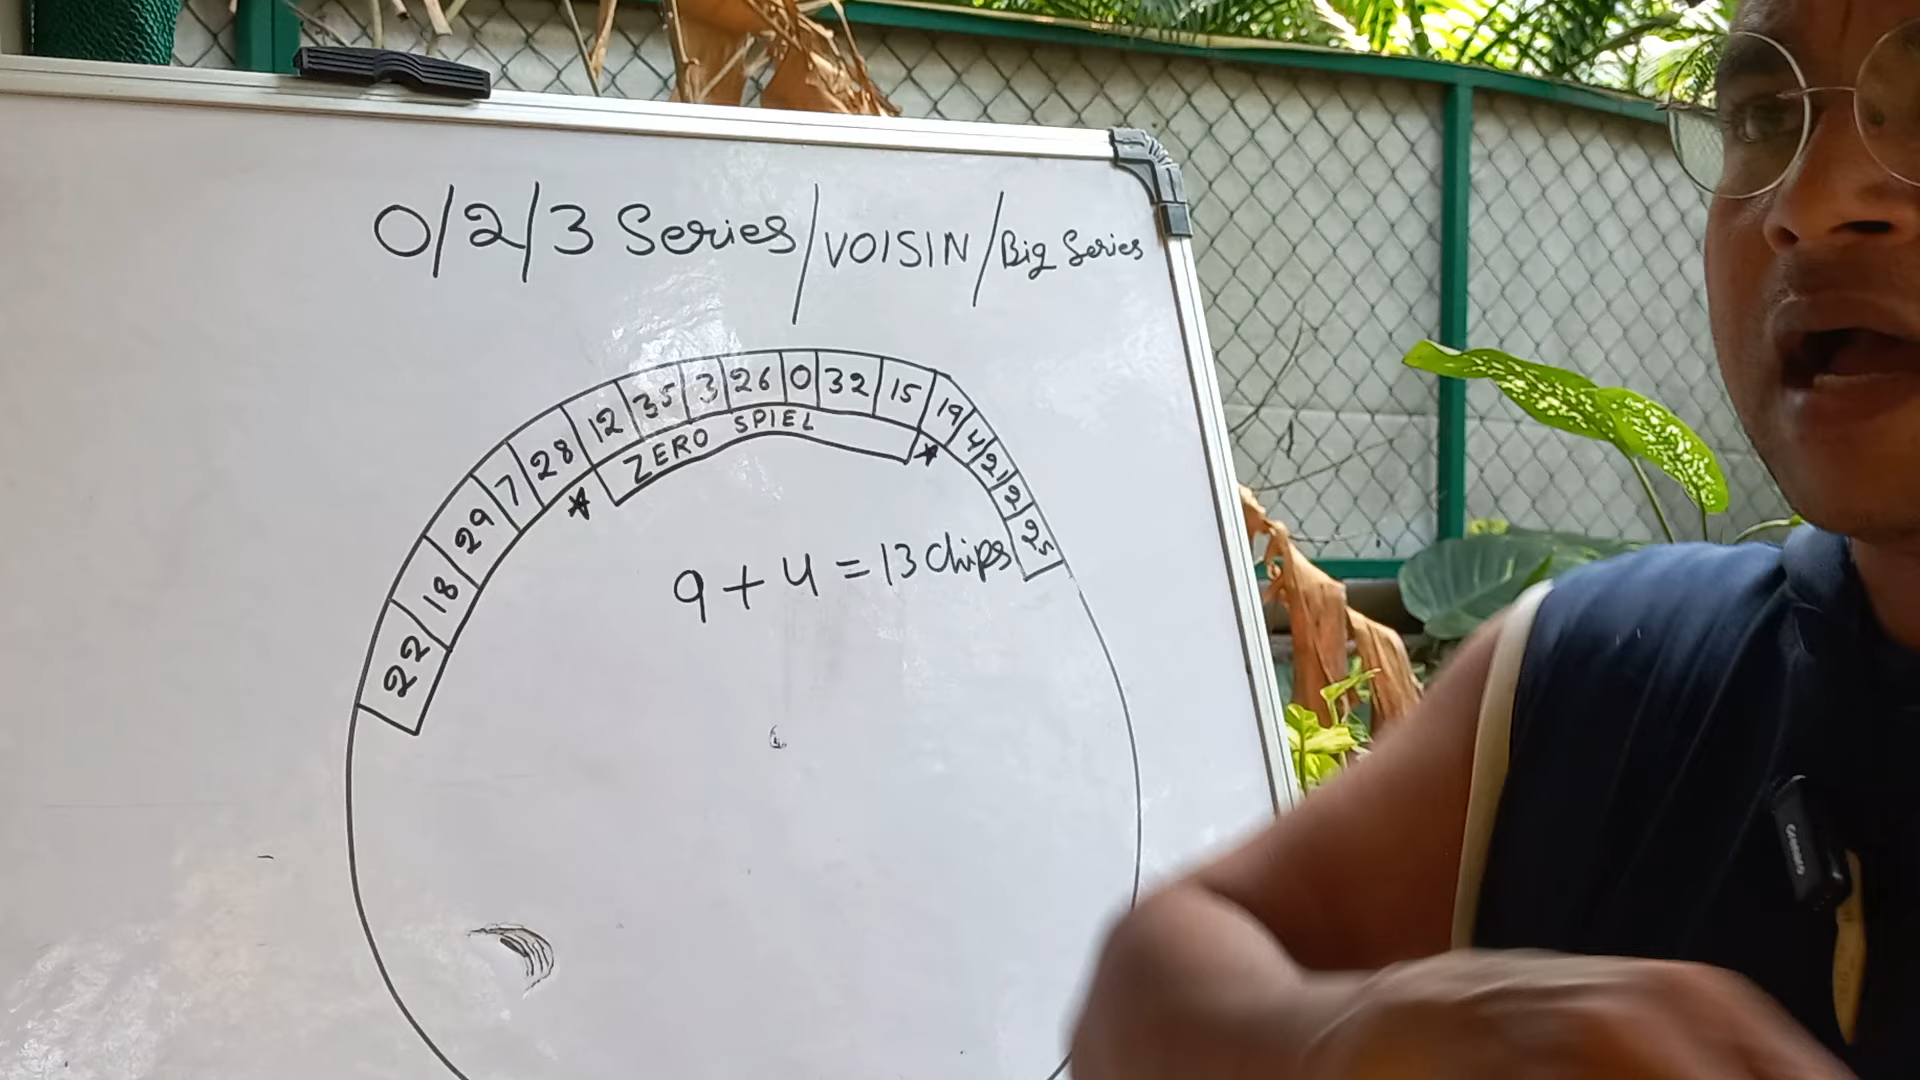 0/2/3 Series/VOISIN/Big Series
22 18 29 7 28 12 35 3 26 0 32 15 19 4 21 2 25
ZERO SPIEL
9+4=13 chips